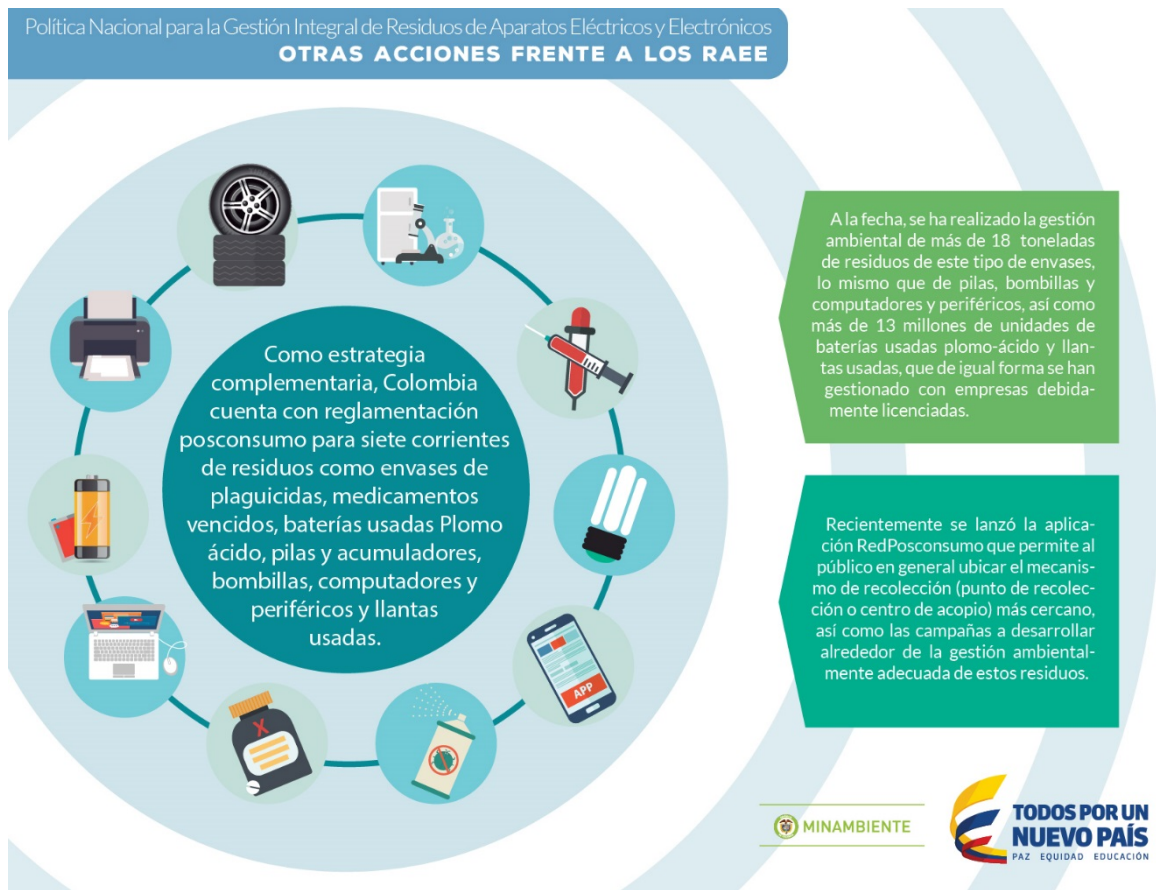 Política Nacional para la Gestión Integral de Residuos de Aparatos Eléctricos y Electrónicos
OTRAS ACCIONES FRENTE A LOS RAEE
Como estrategia
complementaria, Colombia
cuenta con reglamentación
posconsumo para siete corrientes
de residuos como envases de
plaguicidas, medicamentos
vencidos, baterías usadas Plomo
ácido, pilas y acumuladores,
bombillas, computadores y
periféricos y llantas
usadas.
X
APP
A la fecha, se ha realizado la gestión
ambiental de más de 18 toneladas
de residuos de este tipo de envases,
lo mismo que de pilas, bombillas y
computadores y periféricos, así como
más de 13 millones de unidades de
baterías usadas plomo-ácido y llan-
tas usadas, que de igual forma se han
gestionado con empresas debida-
mente licenciadas.
Recientemente se lanzó la aplica-
ción RedPosconsumo que permite al
público en general ubicar el mecanis-
mo de recolección (punto de recolec-
ción o centro de acopio) más cercano,
así como las campañas a desarrollar
alrededor de la gestión ambiental-
mente adecuada de estos residuos.
MINAMBIENTE
TODOS POR UN
NUEVO PAÍS
PAZ EQUIDAD EDUCACIÓN